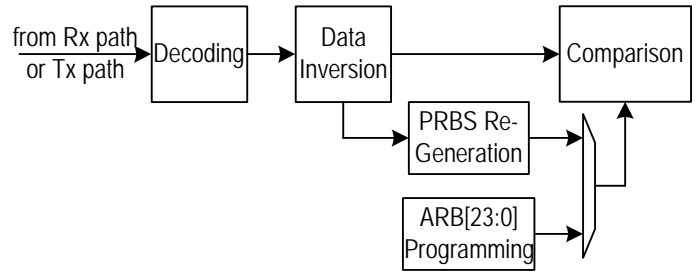 from Rx path
or Tx path
Decoding
Data
Inversion
Comparison
PRBS Re-
Generation
ARB[23:0]
Programming